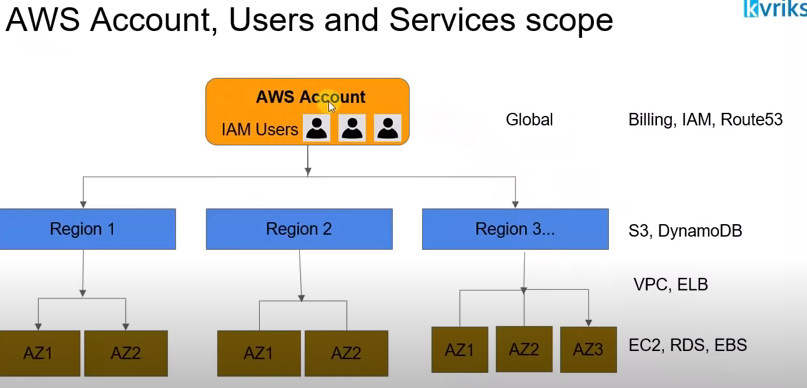 AWS Account, Users and Services scope
kvriks
AWS Account
IAM Users
Global
Billing, IAM, Route53
Region 1
Region 2
Region 3...
S3, DynamoDB
VPC, ELB
AZ1
AZ2
AZ1
AZ2
AZ1
AZ2
AZ3
EC2, RDS, EBS